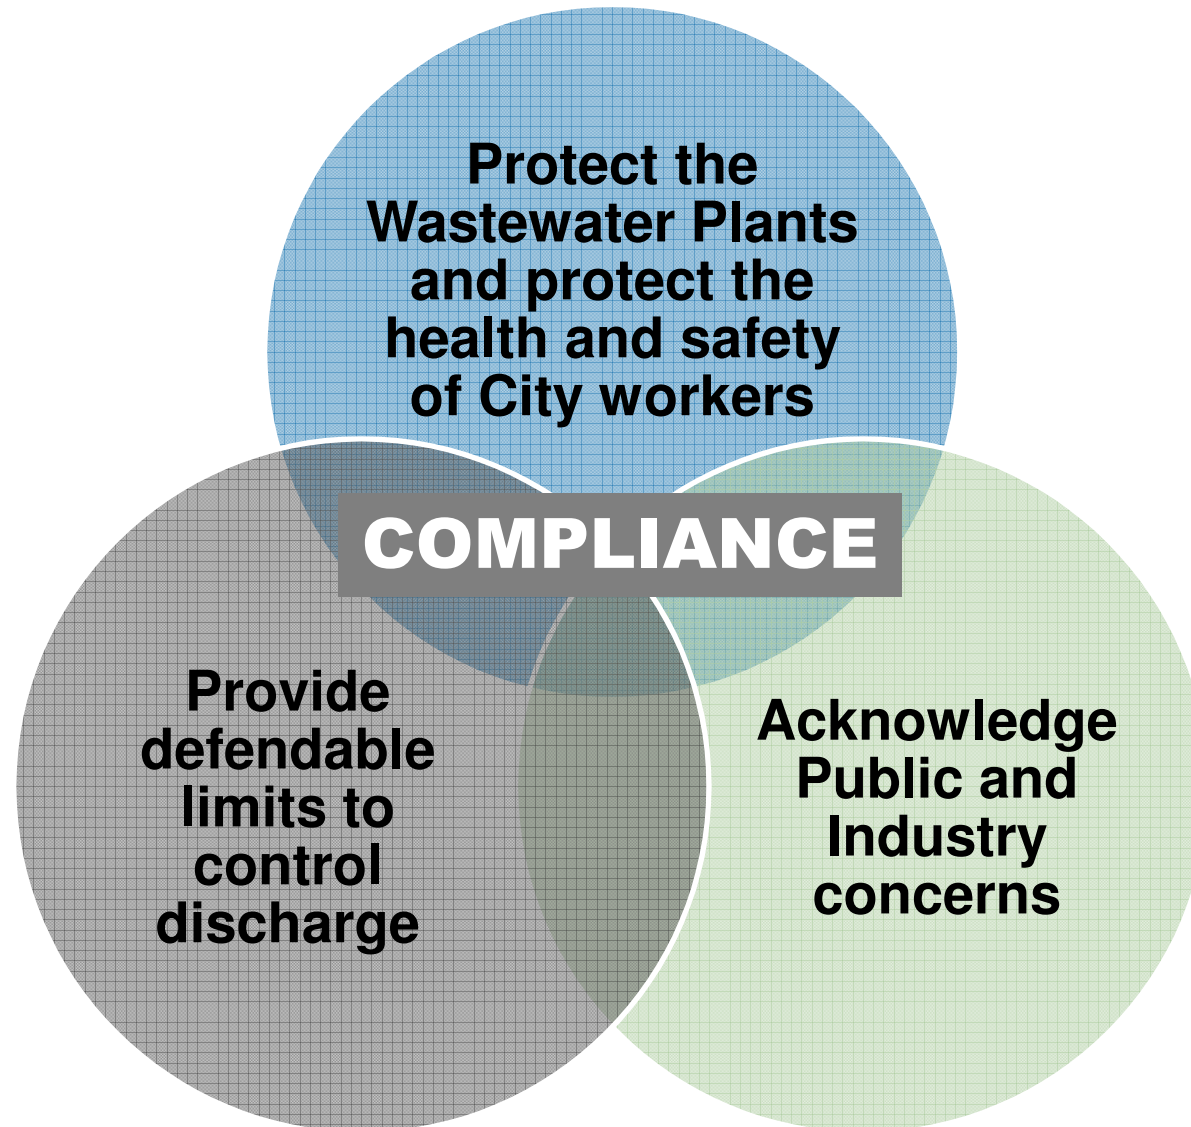 Protect the
Wastewater Plants
and protect the
health and safety
of City workers
COMPLIANCE
Provide
defendable
limits to
control
discharge
Acknowledge
Public and
Industry
concerns